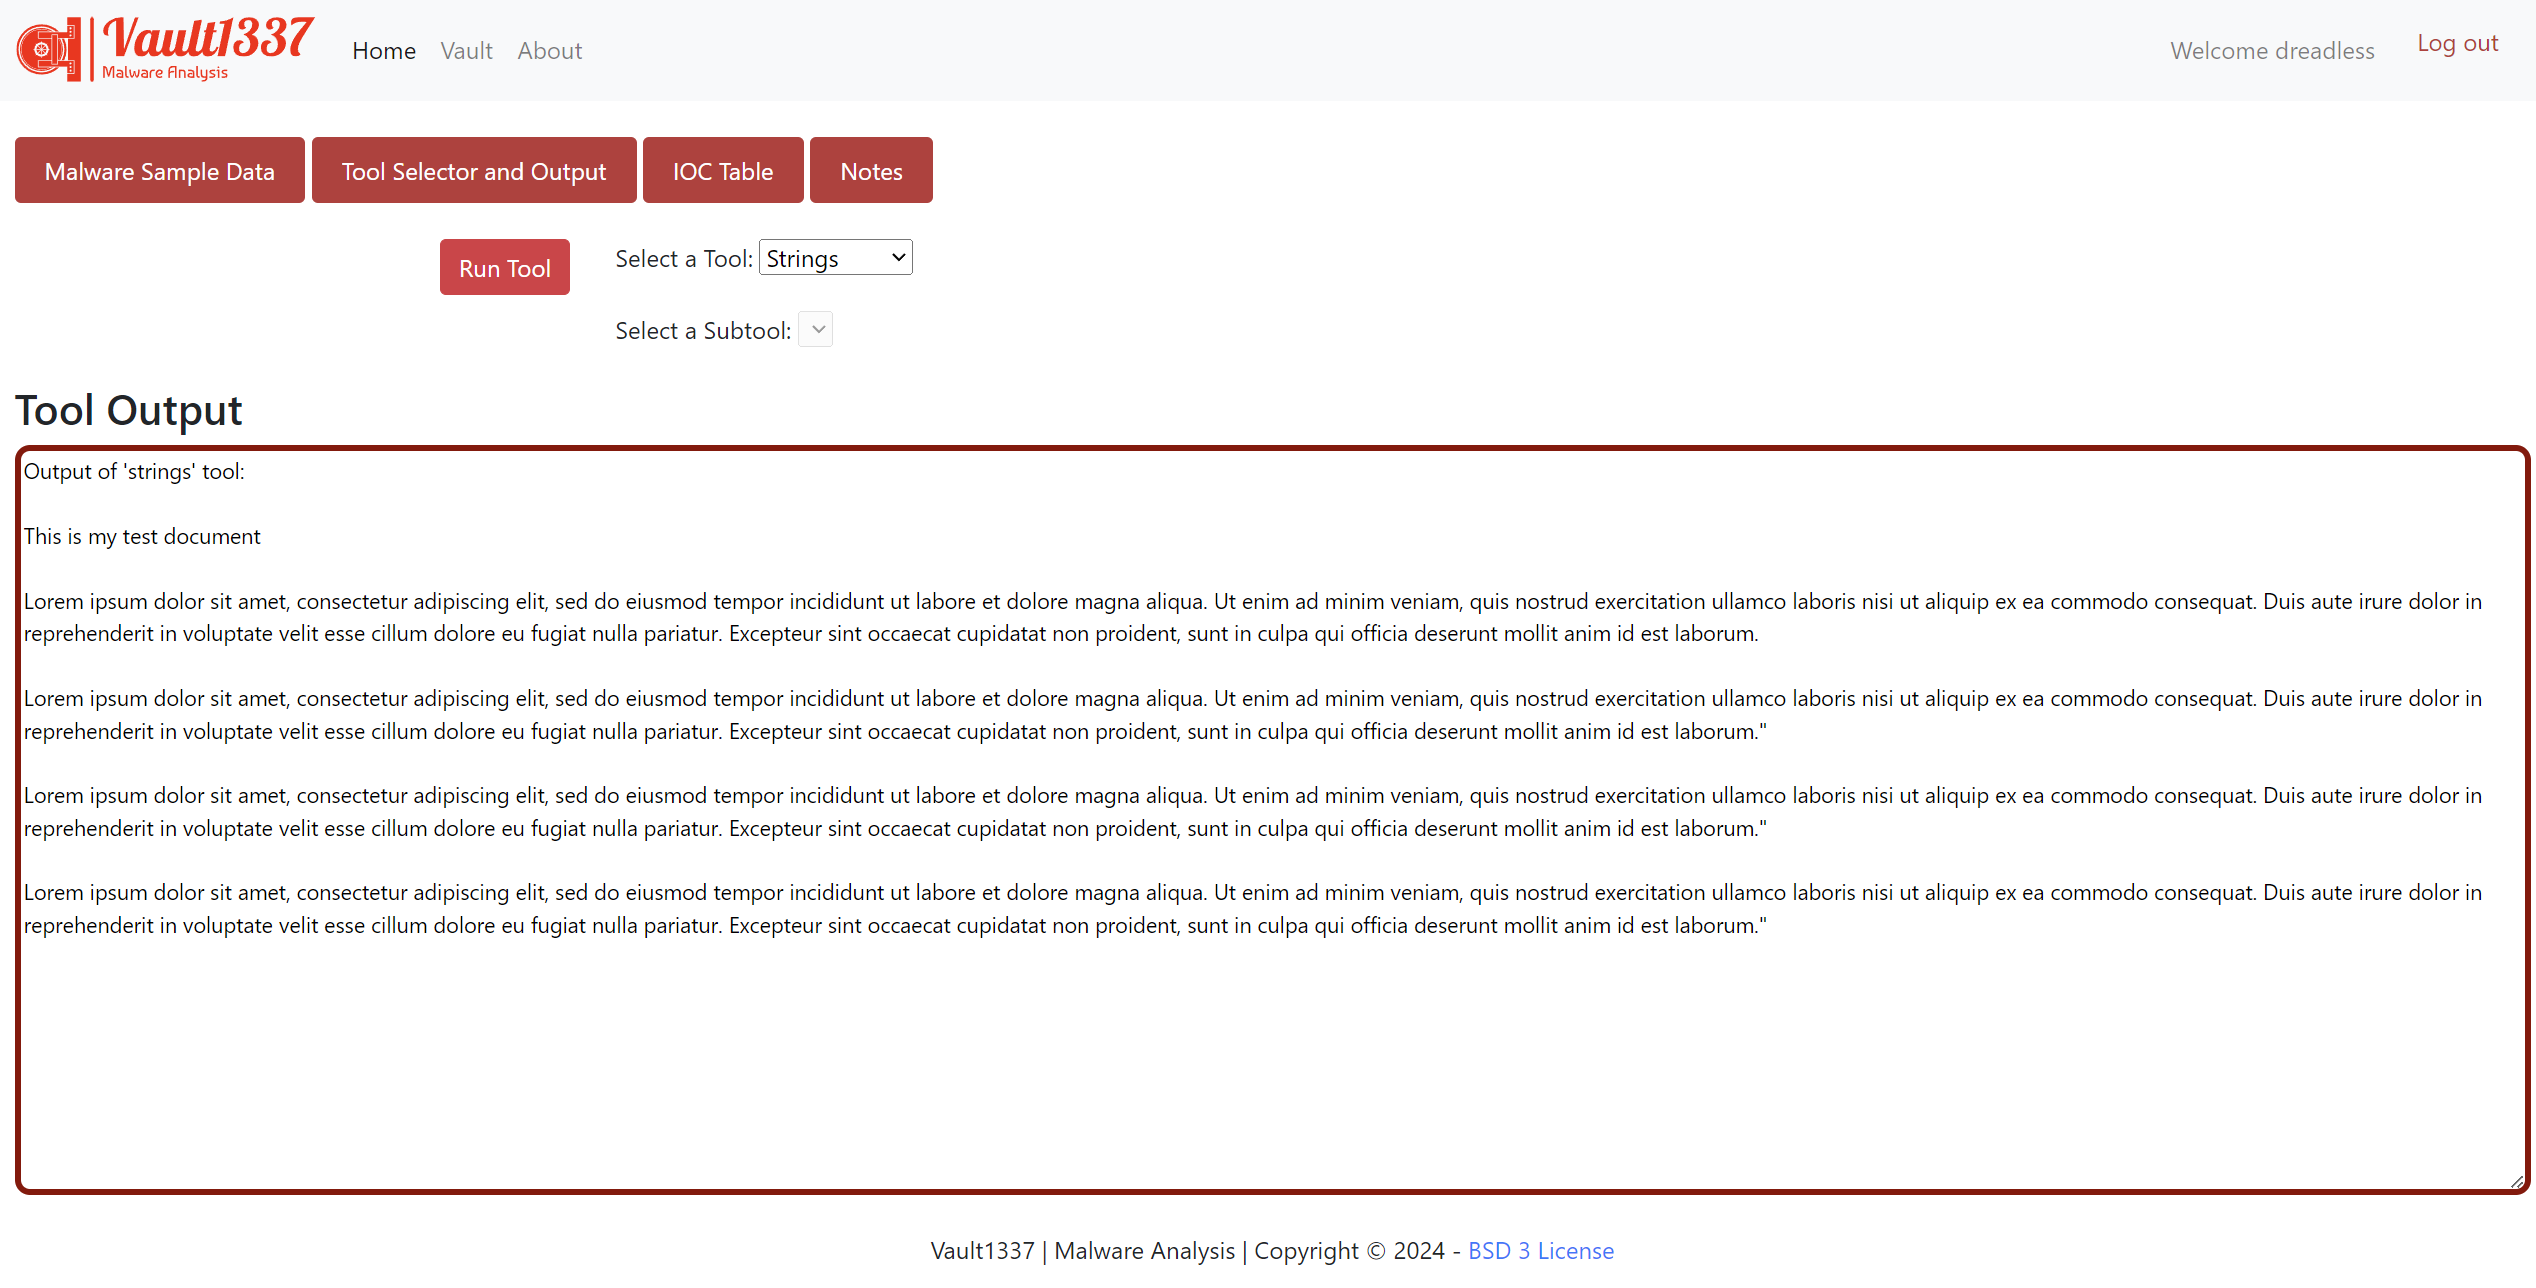 Vault1337
Malware Analysis
Home Vault About
Welcome dreadless Log out
Malware Sample Data Tool Selector and Output IOC Table Notes
Run Tool Select a Tool: Strings
Select a Subtool:
Tool Output
Output of 'strings' tool:
This is my test document
Lorem ipsum dolor sit amet, consectetur adipiscing elit, sed do eiusmod tempor incididunt ut labore et dolore magna aliqua. Ut enim ad minim veniam, quis nostrud exercitation ullamco laboris nisi ut aliquip ex ea commodo consequat. Duis aute irure dolor in
reprehenderit in voluptate velit esse cillum dolore eu fugiat nulla pariatur. Excepteur sint occaecat cupidatat non proident, sunt in culpa qui officia deserunt mollit anim id est laborum.
Lorem ipsum dolor sit amet, consectetur adipiscing elit, sed do eiusmod tempor incididunt ut labore et dolore magna aliqua. Ut enim ad minim veniam, quis nostrud exercitation ullamco laboris nisi ut aliquip ex ea commodo consequat. Duis aute irure dolor in
reprehenderit in voluptate velit esse cillum dolore eu fugiat nulla pariatur. Excepteur sint occaecat cupidatat non proident, sunt in culpa qui officia deserunt mollit anim id est laborum."
Lorem ipsum dolor sit amet, consectetur adipiscing elit, sed do eiusmod tempor incididunt ut labore et dolore magna aliqua. Ut enim ad minim veniam, quis nostrud exercitation ullamco laboris nisi ut aliquip ex ea commodo consequat. Duis aute irure dolor in
reprehenderit in voluptate velit esse cillum dolore eu fugiat nulla pariatur. Excepteur sint occaecat cupidatat non proident, sunt in culpa qui officia deserunt mollit anim id est laborum."
Lorem ipsum dolor sit amet, consectetur adipiscing elit, sed do eiusmod tempor incididunt ut labore et dolore magna aliqua. Ut enim ad minim veniam, quis nostrud exercitation ullamco laboris nisi ut aliquip ex ea commodo consequat. Duis aute irure dolor in
reprehenderit in voluptate velit esse cillum dolore eu fugiat nulla pariatur. Excepteur sint occaecat cupidatat non proident, sunt in culpa qui officia deserunt mollit anim id est laborum."
Vault1337 | Malware Analysis | Copyright © 2024 - BSD 3 License